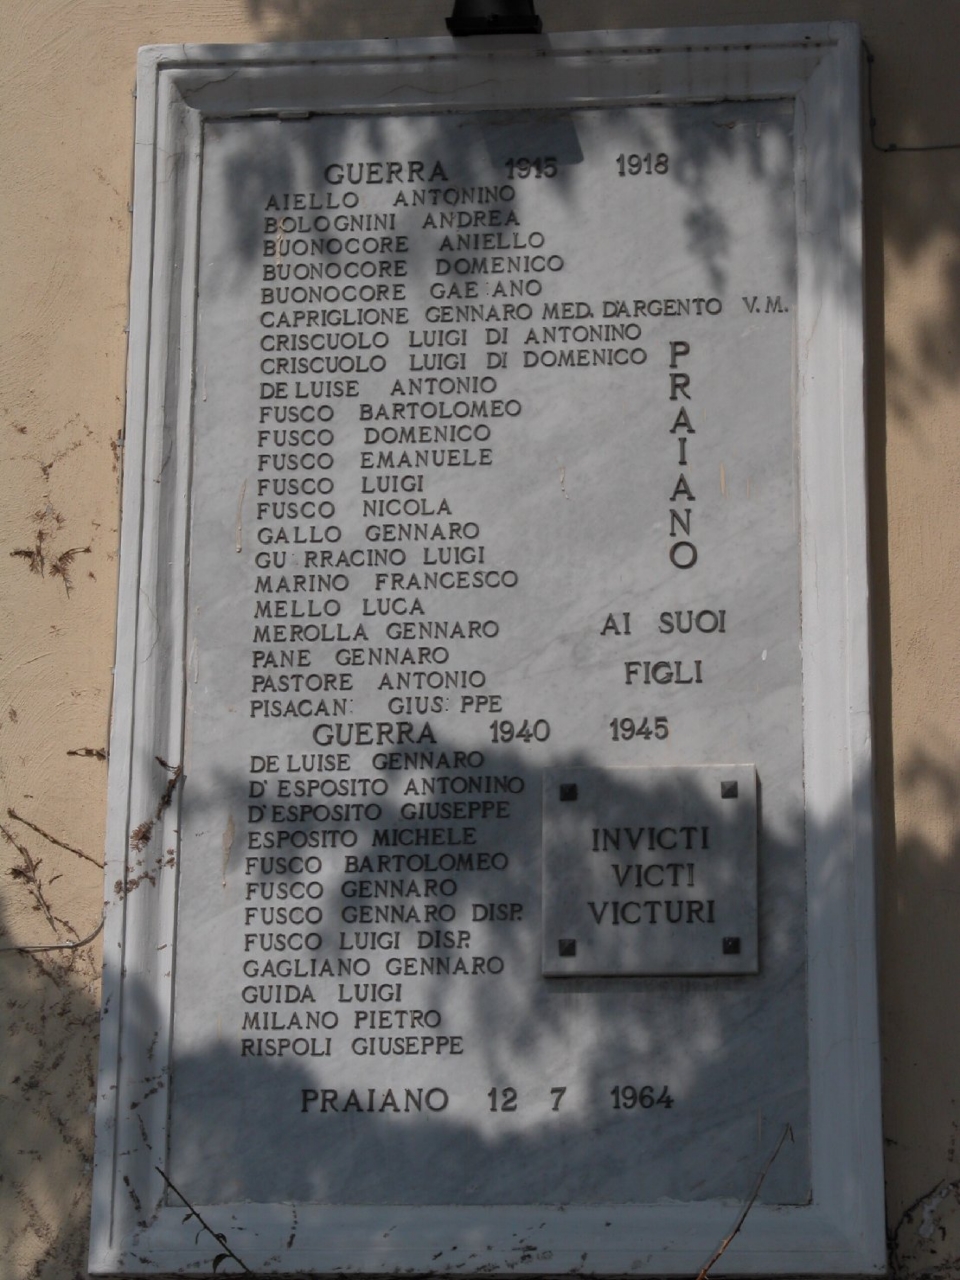 GUERRA 1915 1918
AIELLO ANTONINO
BOLOGNINI ANDREA
BUONOCORE ANIELLO
BUONOCORE DOMENICO
BUONOCORE GAE ANO
CAPRIGLIONE GENNARO MED. D'ARGENTO V.M.
CRISCUOLO LUIGI DI ANTONINO
CRISCUOLO LUIGI DI DOMENICO
DE LUISE ANTONIO
FUSCO BARTOLOMEO
FUSCO DOMENICO
FUSCO EMANUELE
FUSCO LUIGI
FUSCO NICOLA
GALLO GENNARO
GU RRACINO LUIGI
MARINO FRANCESCO
MELLO LUCA
MEROLLA GENNARO
PANE GENNARO
PASTORE ANTONIO
PISACAN GIUS PPE
PRAIANO
AI SUOI
FIGLI
GUERRA 1940 1945
DE LUISE GENNARO
D'ESPOSITO ANTONINO
D'ESPOSITO GIUSEPPE
ESPOSITO MICHELE
FUSCO BARTOLOMEO
FUSCO GENNARO
FUSCO GENNARO DISP.
FUSCO LUIGI DISP.
GAGLIANO GENNARO
GUIDA LUIGI
MILANO PIETRO
RISPOLI GIUSEPPE
INVICTI
VICTI
VICTURI
PRAIANO 12 7 1964